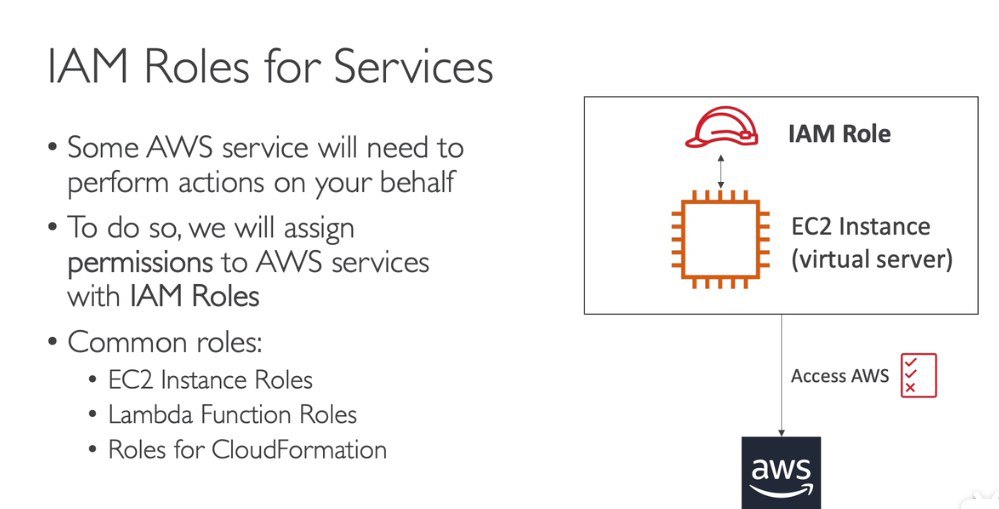 IAM Roles for Services
• Some AWS service will need to
perform actions on your behalf
• To do so, we will assign
permissions to AWS services
with IAM Roles
• Common roles:
• EC2 Instance Roles
• Lambda Function Roles
• Roles for CloudFormation
IAM Role
EC2 Instance
(virtual server)
Access AWS
aws